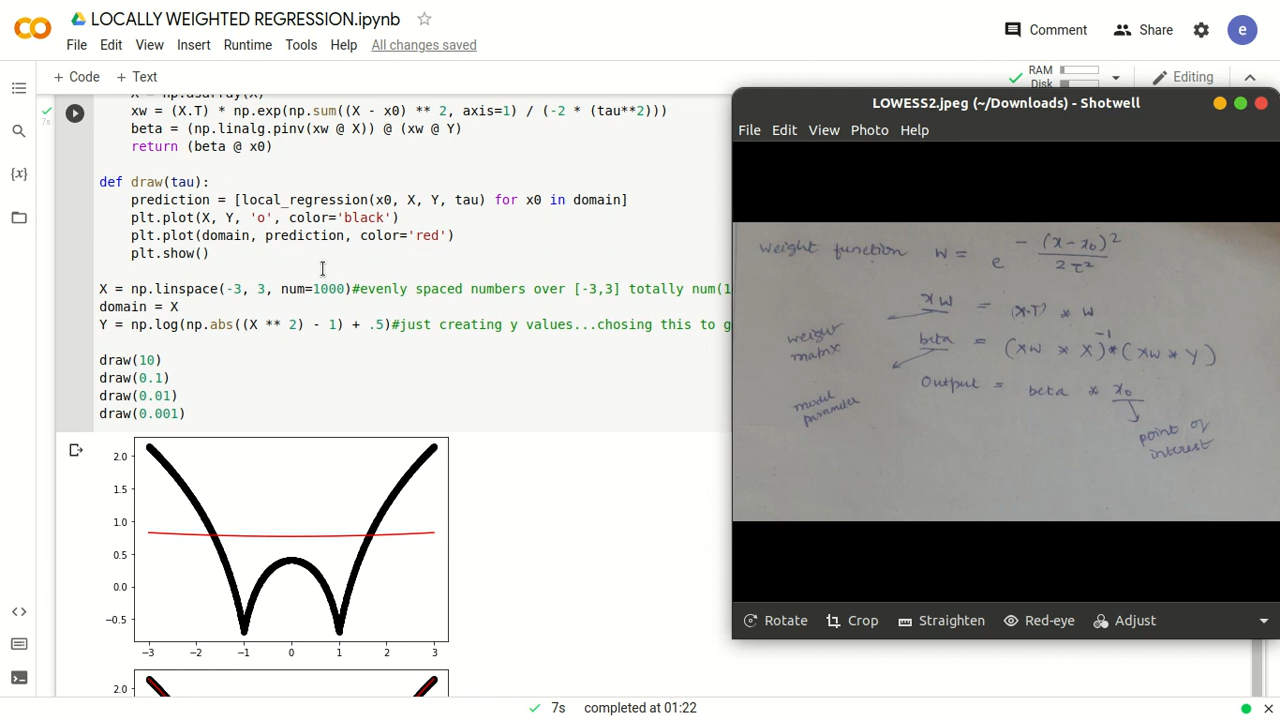 LOCALLY WEIGHTED REGRESSION.ipynb
Comment
Share
e
File Edit View Insert Runtime Tools Help All changes saved
+ Code + Text
RAM
Disk
Editing
xw = (X.T) * np.exp(np.sum((X - x0) ** 2, axis=1) / (-2 * (tau**2)))
beta = (np.linalg.pinv(xw @ X)) @ (xw @ Y)
return (beta @ x0)
def draw(tau):
prediction = [local_regression(x0, X, Y, tau) for x0 in domain]
plt.plot(X, Y, 'o', color='black')
plt.plot(domain, prediction, color='red')
plt.show()
X = np.linspace(-3, 3, num=1000)#evenly spaced numbers over [-3,3] totally num(1
domain = X
Y = np.log(np.abs((X ** 2) - 1) + .5)#just creating y values...chosing this to g
draw(10)
draw(0.1)
draw(0.01)
draw(0.001)
7s
2.0
1.5
1.0
0.5
0.0
−0.5
−3 −2 −1 0 1 2 3
2.0
LOWESS2.jpeg (~/Downloads) - Shotwell
File Edit View Photo Help
weight function W = e - (x-x0)2
2τ2
xW = (X.T) * W
weight
matrix
beta = (XW * X)-1 * (XW * Y)
Output = beta * x0
model
parameter
point of
interest
Rotate Crop Straighten Red-eye Adjust
7s completed at 01:22